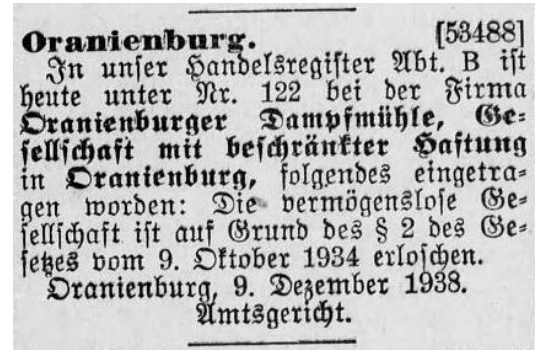 Oranienburg. [53488]
In unser Handelsregister Abt. B ist
heute unter Nr. 122 bei der Firma
Oranienburger Dampfmühle, Ge-
sellschaft mit beschränkter Haftung
in Oranienburg, folgendes eingetra-
gen worden: Die vermögenslose Ge-
sellschaft ist auf Grund des § 2 des Ge-
setzes vom 9. Oktober 1934 erloschen.
Oranienburg, 9. Dezember 1938.
Amtsgericht.